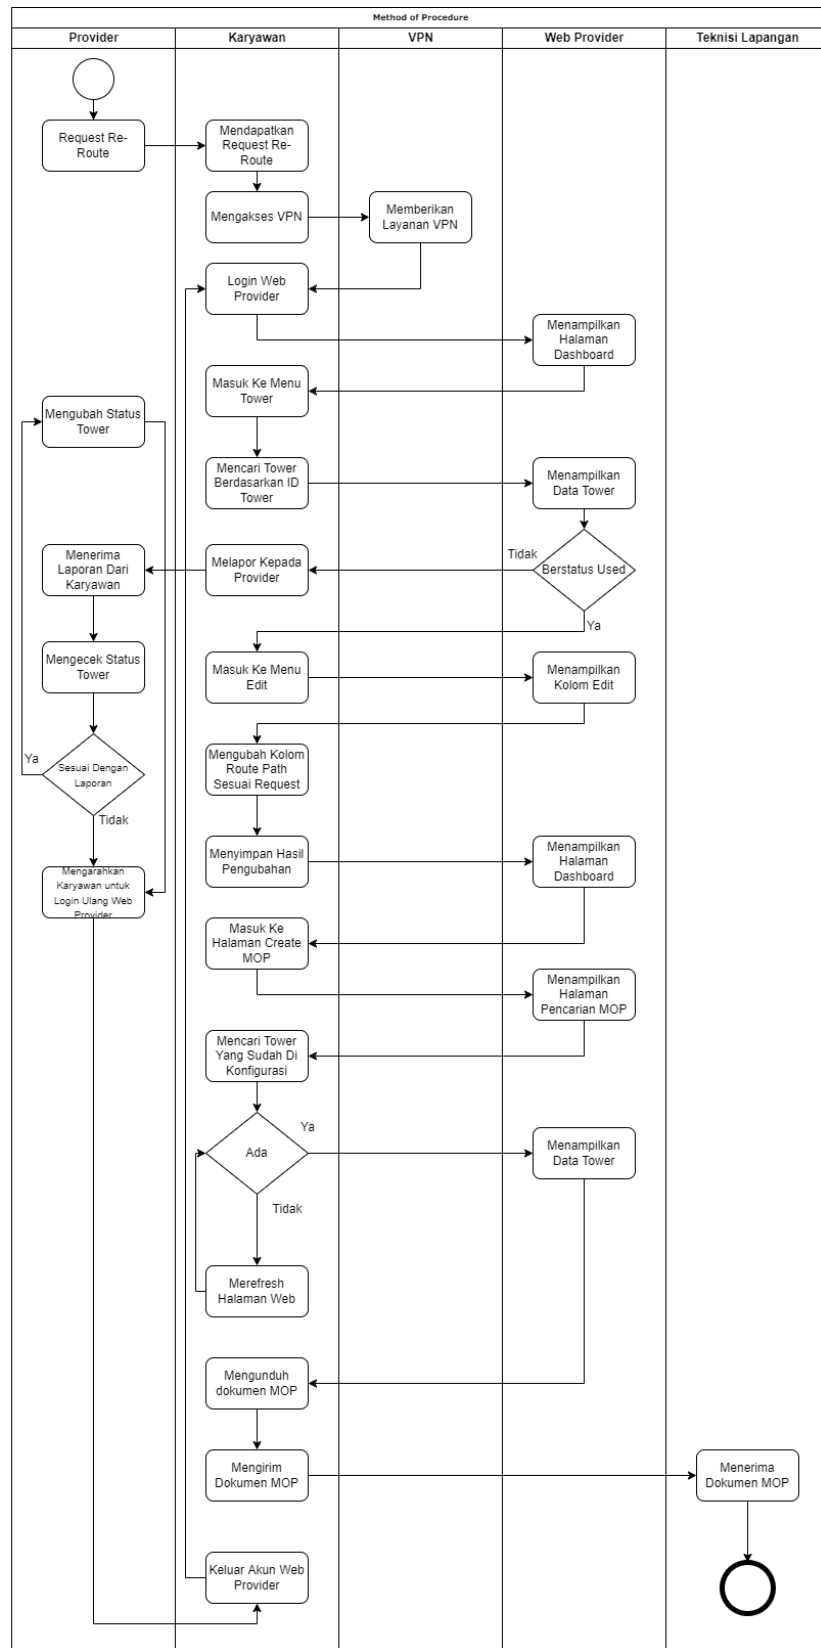 Method of Procedure
Provider
Karyawan
VPN
Web Provider
Teknisi Lapangan
Request Re-
Route
Mendapatkan
Request Re-
Route
Mengakses VPN
Memberikan
Layanan VPN
Login Web
Provider
Menampilkan
Halaman
Dashboard
Masuk Ke Menu
Tower
Mengubah Status
Tower
Mencari Tower
Berdasarkan ID
Tower
Menampilkan
Data Tower
Menerima
Laporan Dari
Karyawan
Melapor Kepada
Provider
Tidak
Berstatus Used
Ya
Mengecek Status
Tower
Masuk Ke Menu
Edit
Menampilkan
Kolom Edit
Ya
Sesuai Dengan
Laporan
Tidak
Mengubah Kolom
Route Path
Sesuai Request
Mengarahkan
Karyawan untuk
Login Ulang Web
Provider
Menyimpan Hasil
Pengubahan
Menampilkan
Halaman
Dashboard
Masuk Ke
Halaman Create
MOP
Menampilkan
Halaman
Pencarian MOP
Mencari Tower
Yang Sudah Di
Konfigurasi
Ada
Ya
Menampilkan
Data Tower
Tidak
Merefresh
Halaman Web
Mengunduh
dokumen MOP
Mengirim
Dokumen MOP
Menerima
Dokumen MOP
Keluar Akun Web
Provider